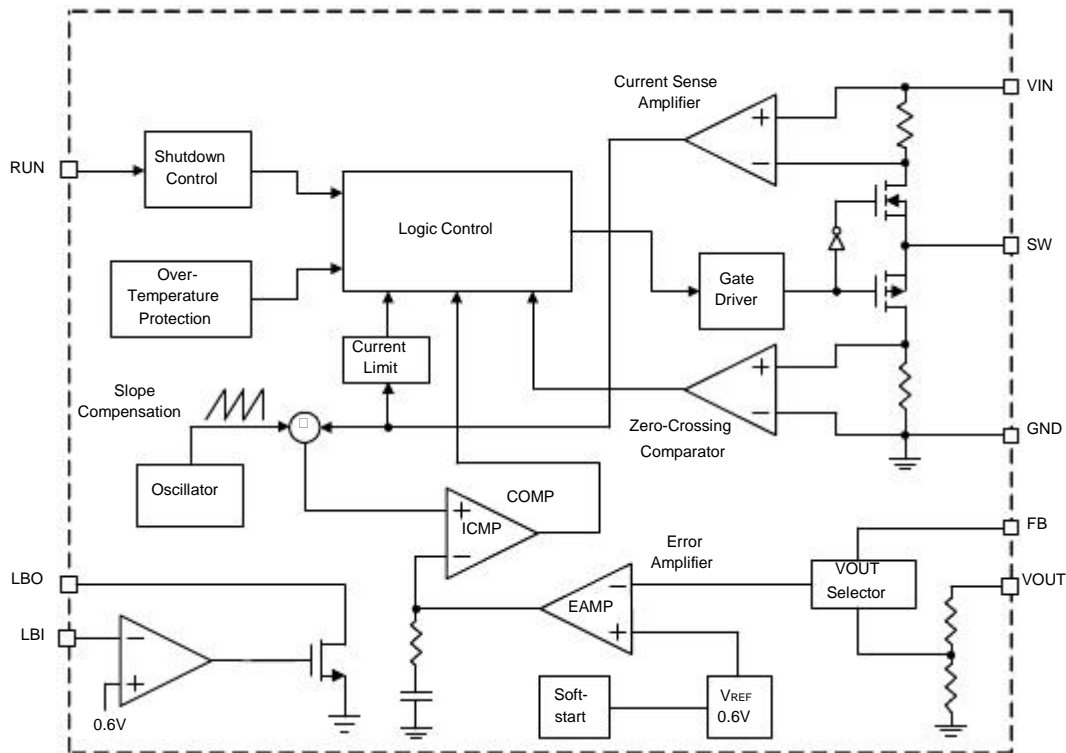 Current Sense
Amplifier
VIN
RUN
Shutdown
Control
Logic Control
SW
Over-
Temperature
Protection
Gate
Driver
Current
Limit
Slope
Compensation
Zero-Crossing
Comparator
GND
Oscillator
COMP
ICMP
FB
Error
Amplifier
VOUT
Selector
VOUT
LBO
EAMP
LBI
0.6V
Soft-
start
VREF
0.6V
+
−
+
−
+
−
−
+
−
+